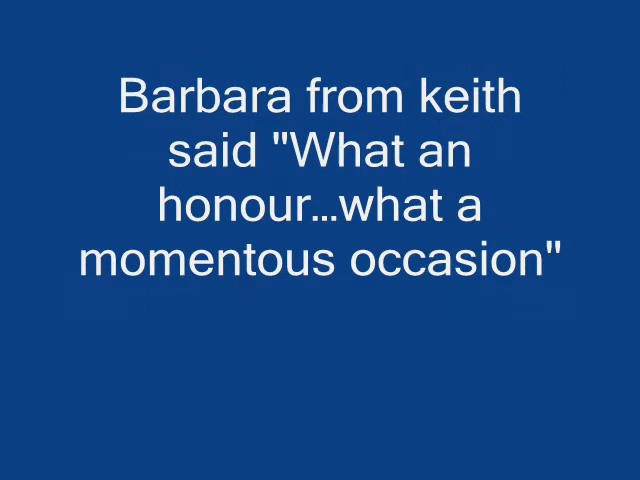 Barbara from keith
said "What an
honour...what a
momentous occasion"